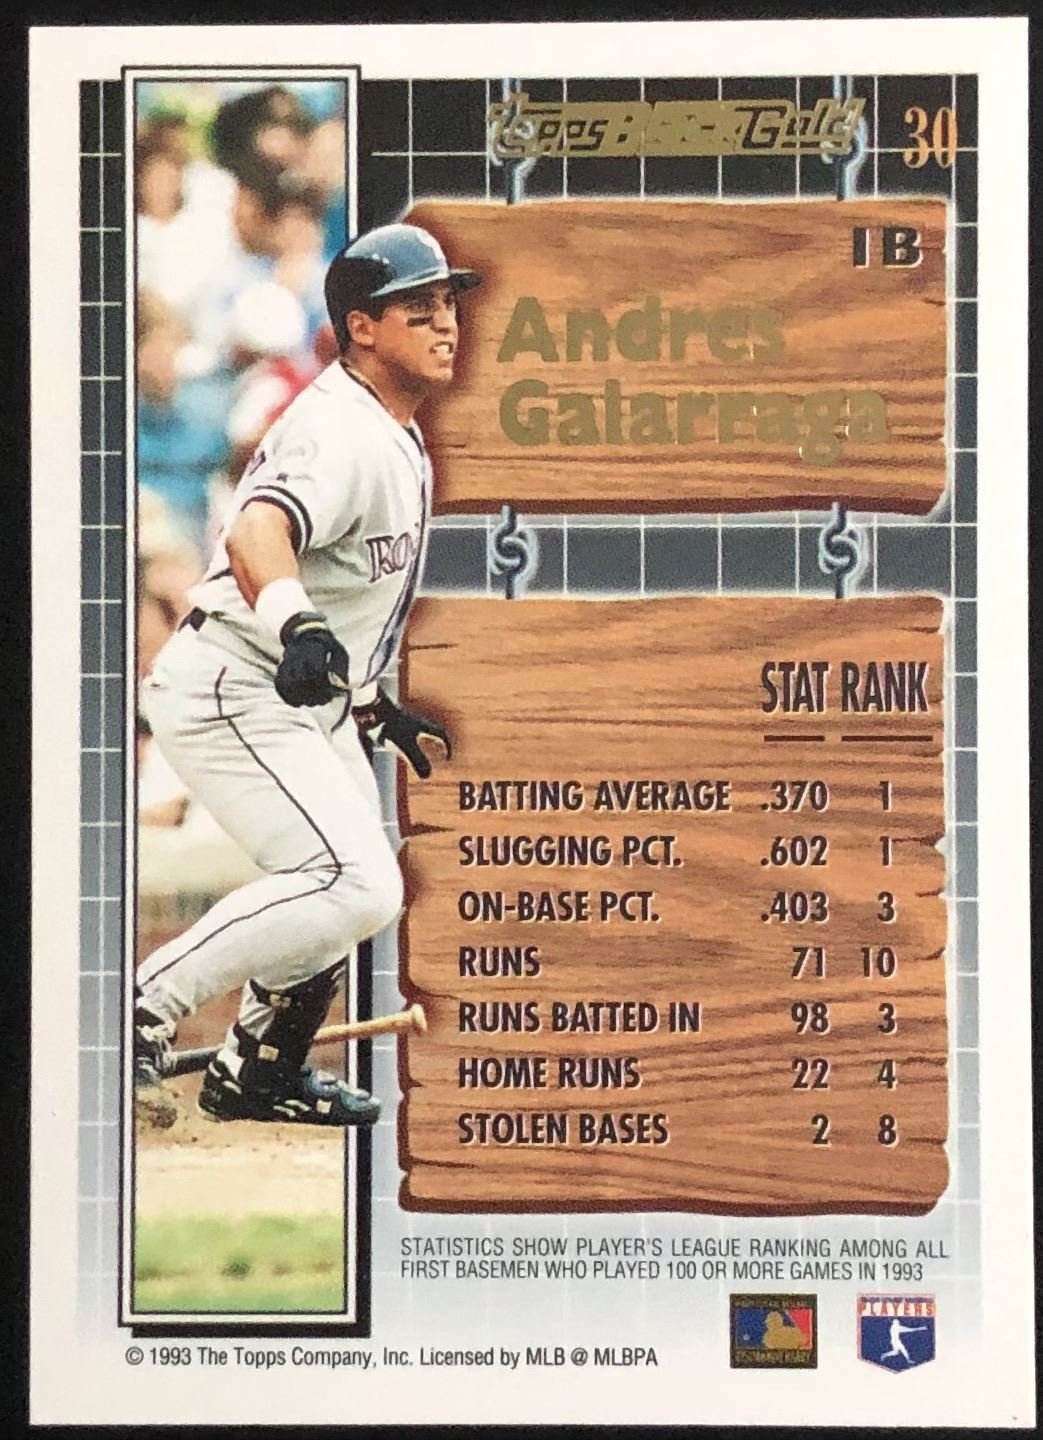 Topps BLACK Gold
30
1B
Andres
Galarraga
ROC
STAT RANK
BATTING AVERAGE .370 1
SLUGGING PCT. .602 1
ON-BASE PCT. .403 3
RUNS 71 10
RUNS BATTED IN 98 3
HOME RUNS 22 4
STOLEN BASES 2 8
STATISTICS SHOW PLAYER'S LEAGUE RANKING AMONG ALL
FIRST BASEMEN WHO PLAYED 100 OR MORE GAMES IN 1993
PLAYERS
© 1993 The Topps Company, Inc. Licensed by MLB @ MLBPA